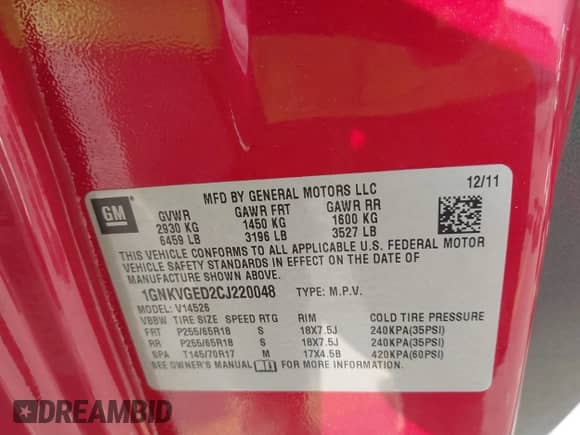 GM
MFD BY GENERAL MOTORS LLC 12/11
GVWR GAWR FRT GAWR RR
2930 KG 1450 KG 1600 KG
6459 LB 3196 LB 3527 LB
THIS VEHICLE CONFORMS TO ALL APPLICABLE U.S. FEDERAL MOTOR
VEHICLE SAFETY STANDARDS IN EFFECT ON THE DATE OF
MANUFACTURE SHOWN ABOVE.
1GNKVGED2CJ220048 TYPE: M.P.V.
MODEL: V14526
VBBW TIRE SIZE SPEED RTG RIM COLD TIRE PRESSURE
FRT P255/65R18 S 18X7.5J 240KPA(35PSI)
RR P255/65R18 S 18X7.5J 240KPA(35PSI)
SPA T145/70R17 M 17X4.5B 420KPA(60PSI)
SEE OWNER'S MANUAL FOR MORE INFORMATION.
DREAMBID